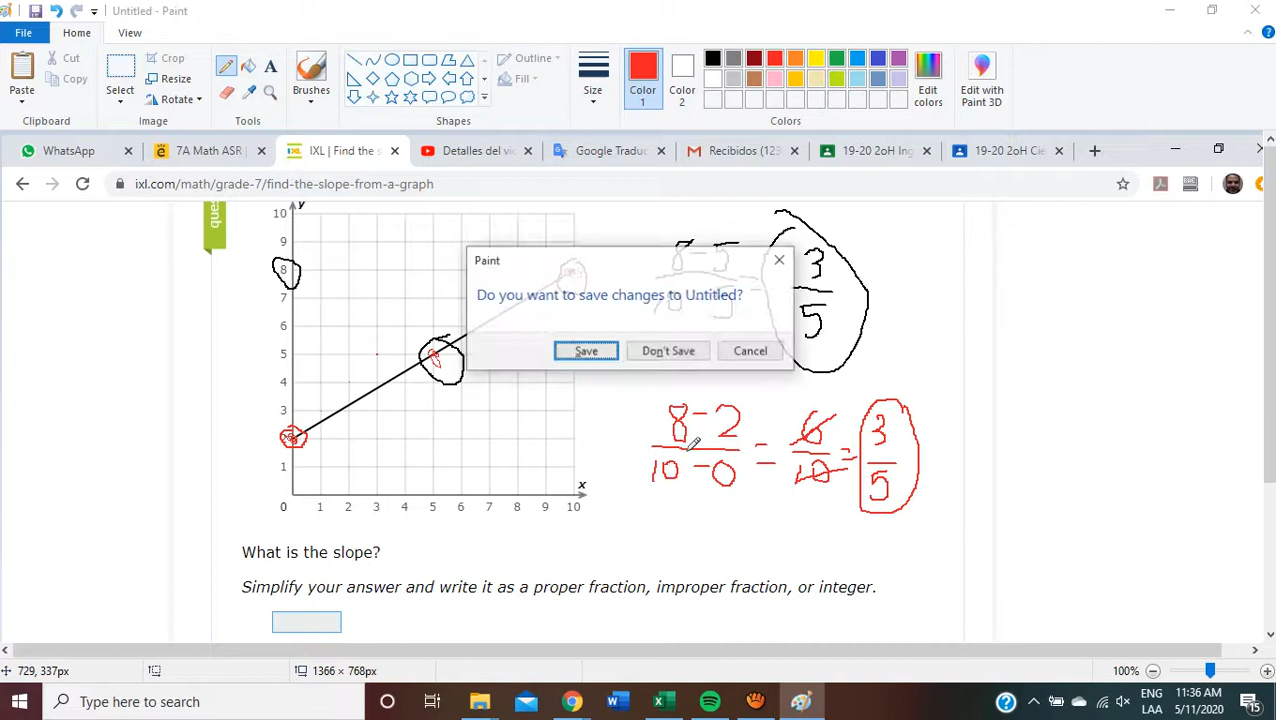 Untitled - Paint
File Home View
Paste Cut Copy Clipboard
Select Crop Resize Rotate Image
Tools
Brushes
Shapes Outline Fill
Size
Color 1 Color 2 Edit colors Colors
Edit with Paint 3D
WhatsApp
7A Math ASR
IXL | Find the s
Detalles del vi
Google Traduc
Recibidos (123
19-20 2oH Ing
19-20 2oH Cie
ixl.com/math/grade-7/find-the-slope-from-a-graph
ques
y
10
9
8
7
6
5
4
3
2
1
0 1 2 3 4 5 6 7 8 9 10
x
Paint
Do you want to save changes to Untitled?
Save Don't Save Cancel
8 - 5
3
5
8 - 2
10 - 0
= 6
10
= 3
5
What is the slope?
Simplify your answer and write it as a proper fraction, improper fraction, or integer.
729, 337px
1366 × 768px
100%
Type here to search
ENG
LAA
11:36 AM
5/11/2020
15